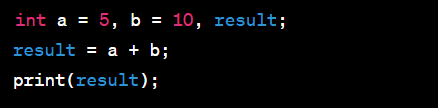 int a = 5, b = 10, result;
result = a + b;
print(result);